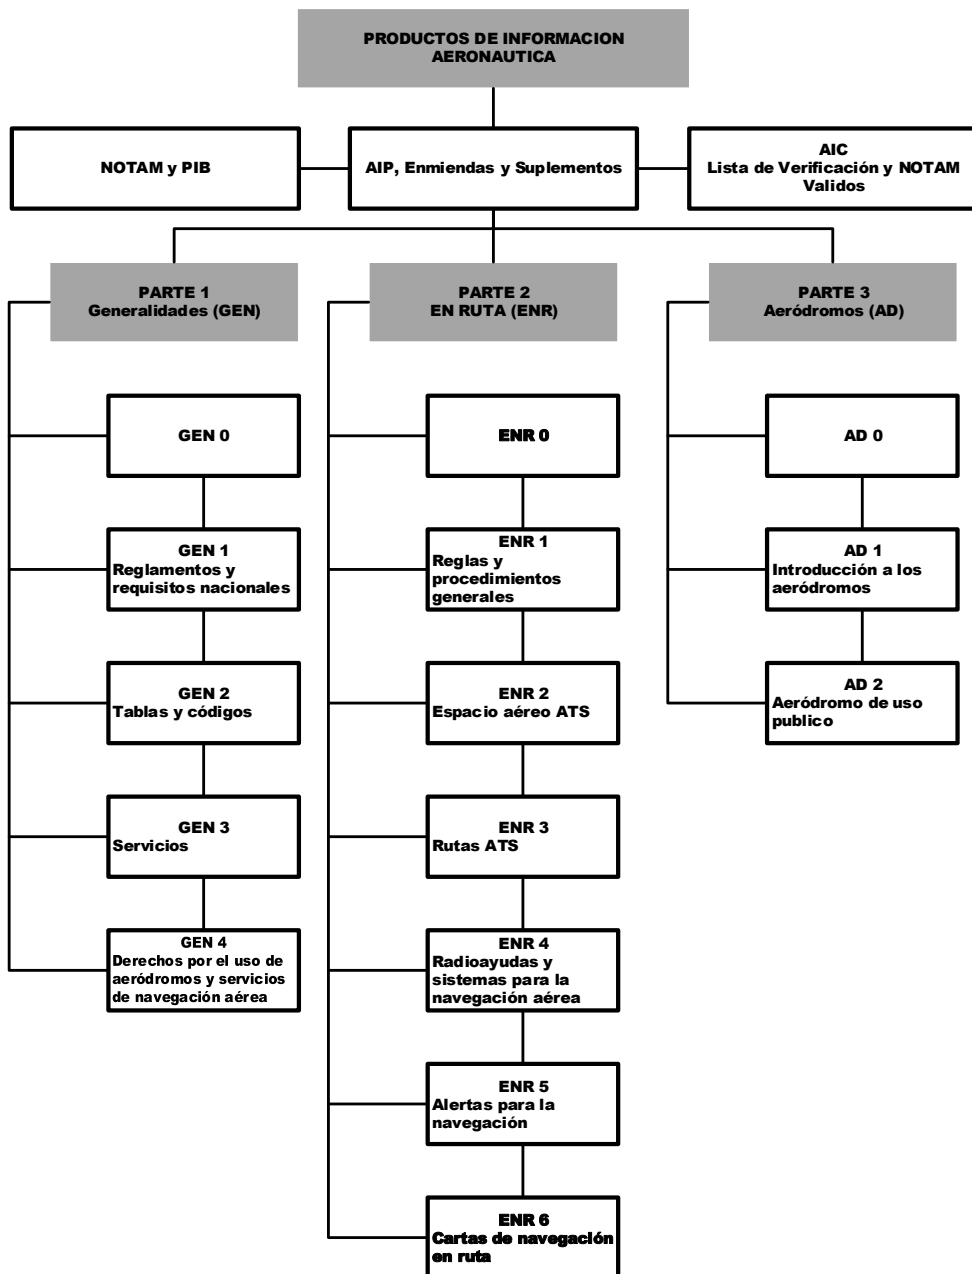 PRODUCTOS DE INFORMACION
AERONAUTICA
NOTAM y PIB
AIP, Enmiendas y Suplementos
AIC
Lista de Verificación y NOTAM
Validos
PARTE 1
Generalidades (GEN)
PARTE 2
EN RUTA (ENR)
PARTE 3
Aeródromos (AD)
GEN 0
ENR 0
AD 0
GEN 1
Reglamentos y
requisitos nacionales
ENR 1
Reglas y
procedimientos
generales
AD 1
Introducción a los
aeródromos
GEN 2
Tablas y códigos
ENR 2
Espacio aéreo ATS
AD 2
Aeródromo de uso
publico
GEN 3
Servicios
ENR 3
Rutas ATS
GEN 4
Derechos por el uso de
aeródromos y servicios
de navegación aérea
ENR 4
Radioayudas y
sistemas para la
navegación aérea
ENR 5
Alertas para la
navegación
ENR 6
Cartas de navegación
en ruta